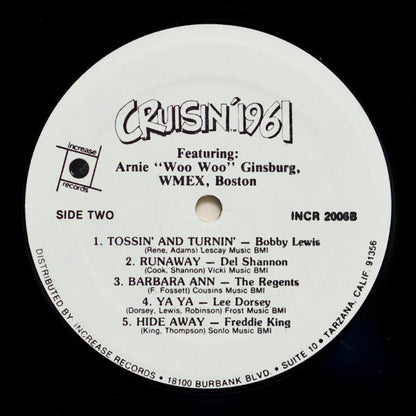 CRUISIN' 1961
increase
records
Featuring:
Arnie "Woo Woo" Ginsburg,
WMEX, Boston
SIDE TWO
INCR 2006B
1. TOSSIN' AND TURNIN' — Bobby Lewis
(Rene, Adams) Lescay Music BMI
2. RUNAWAY — Del Shannon
(Cook, Shannon) Vicki Music BMI
3. BARBARA ANN — The Regents
(F. Fossett) Cousins Music BMI
4. YA YA — Lee Dorsey
(Dorsey, Lewis, Robinson) Frost Music BMI
5. HIDE AWAY — Freddie King
(King, Thompson) Sonlo Music BMI
DISTRIBUTED BY INCREASE RECORDS • 18100 BURBANK BLVD. • SUITE 10 • TARZANA, CALIF. 91356